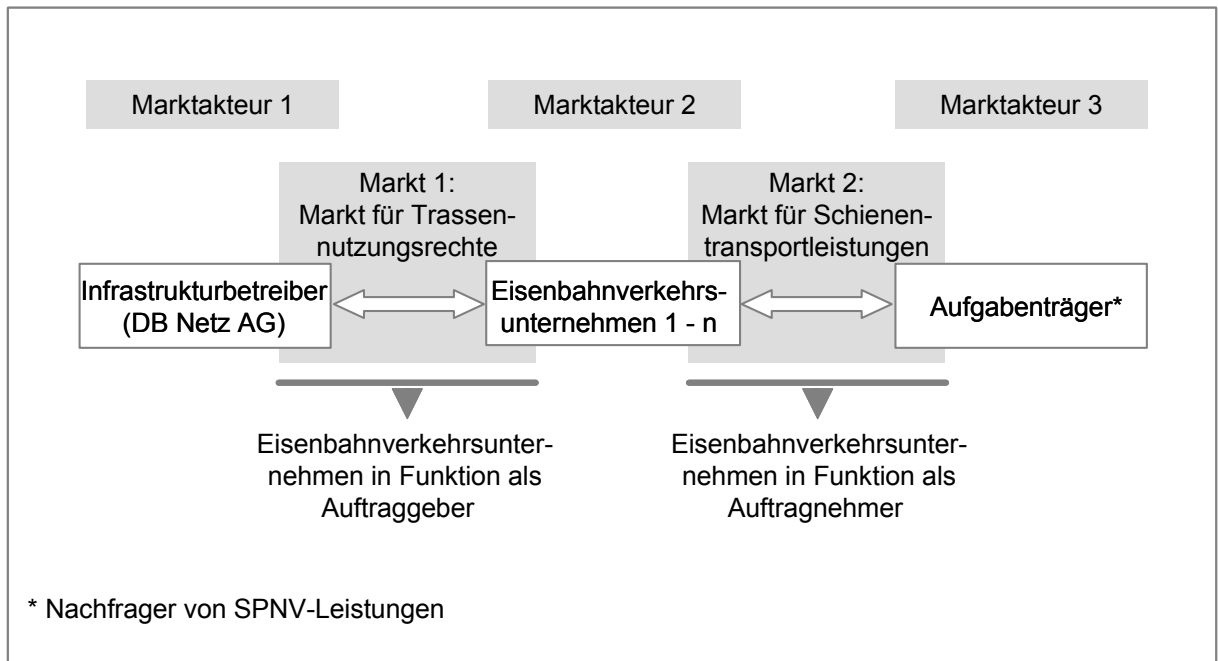 Marktakteur 1
Marktakteur 2
Marktakteur 3
Markt 1:
Markt für Trassen-
nutzungsrechte
Markt 2:
Markt für Schienen-
transportleistungen
Infrastrukturbetreiber
(DB Netz AG)
Eisenbahnverkehrs-
unternehmen 1 - n
Aufgabenträger*
Eisenbahnverkehrsunter-
nehmen in Funktion als
Auftraggeber
Eisenbahnverkehrsunter-
nehmen in Funktion als
Auftragnehmer
* Nachfrager von SPNV-Leistungen